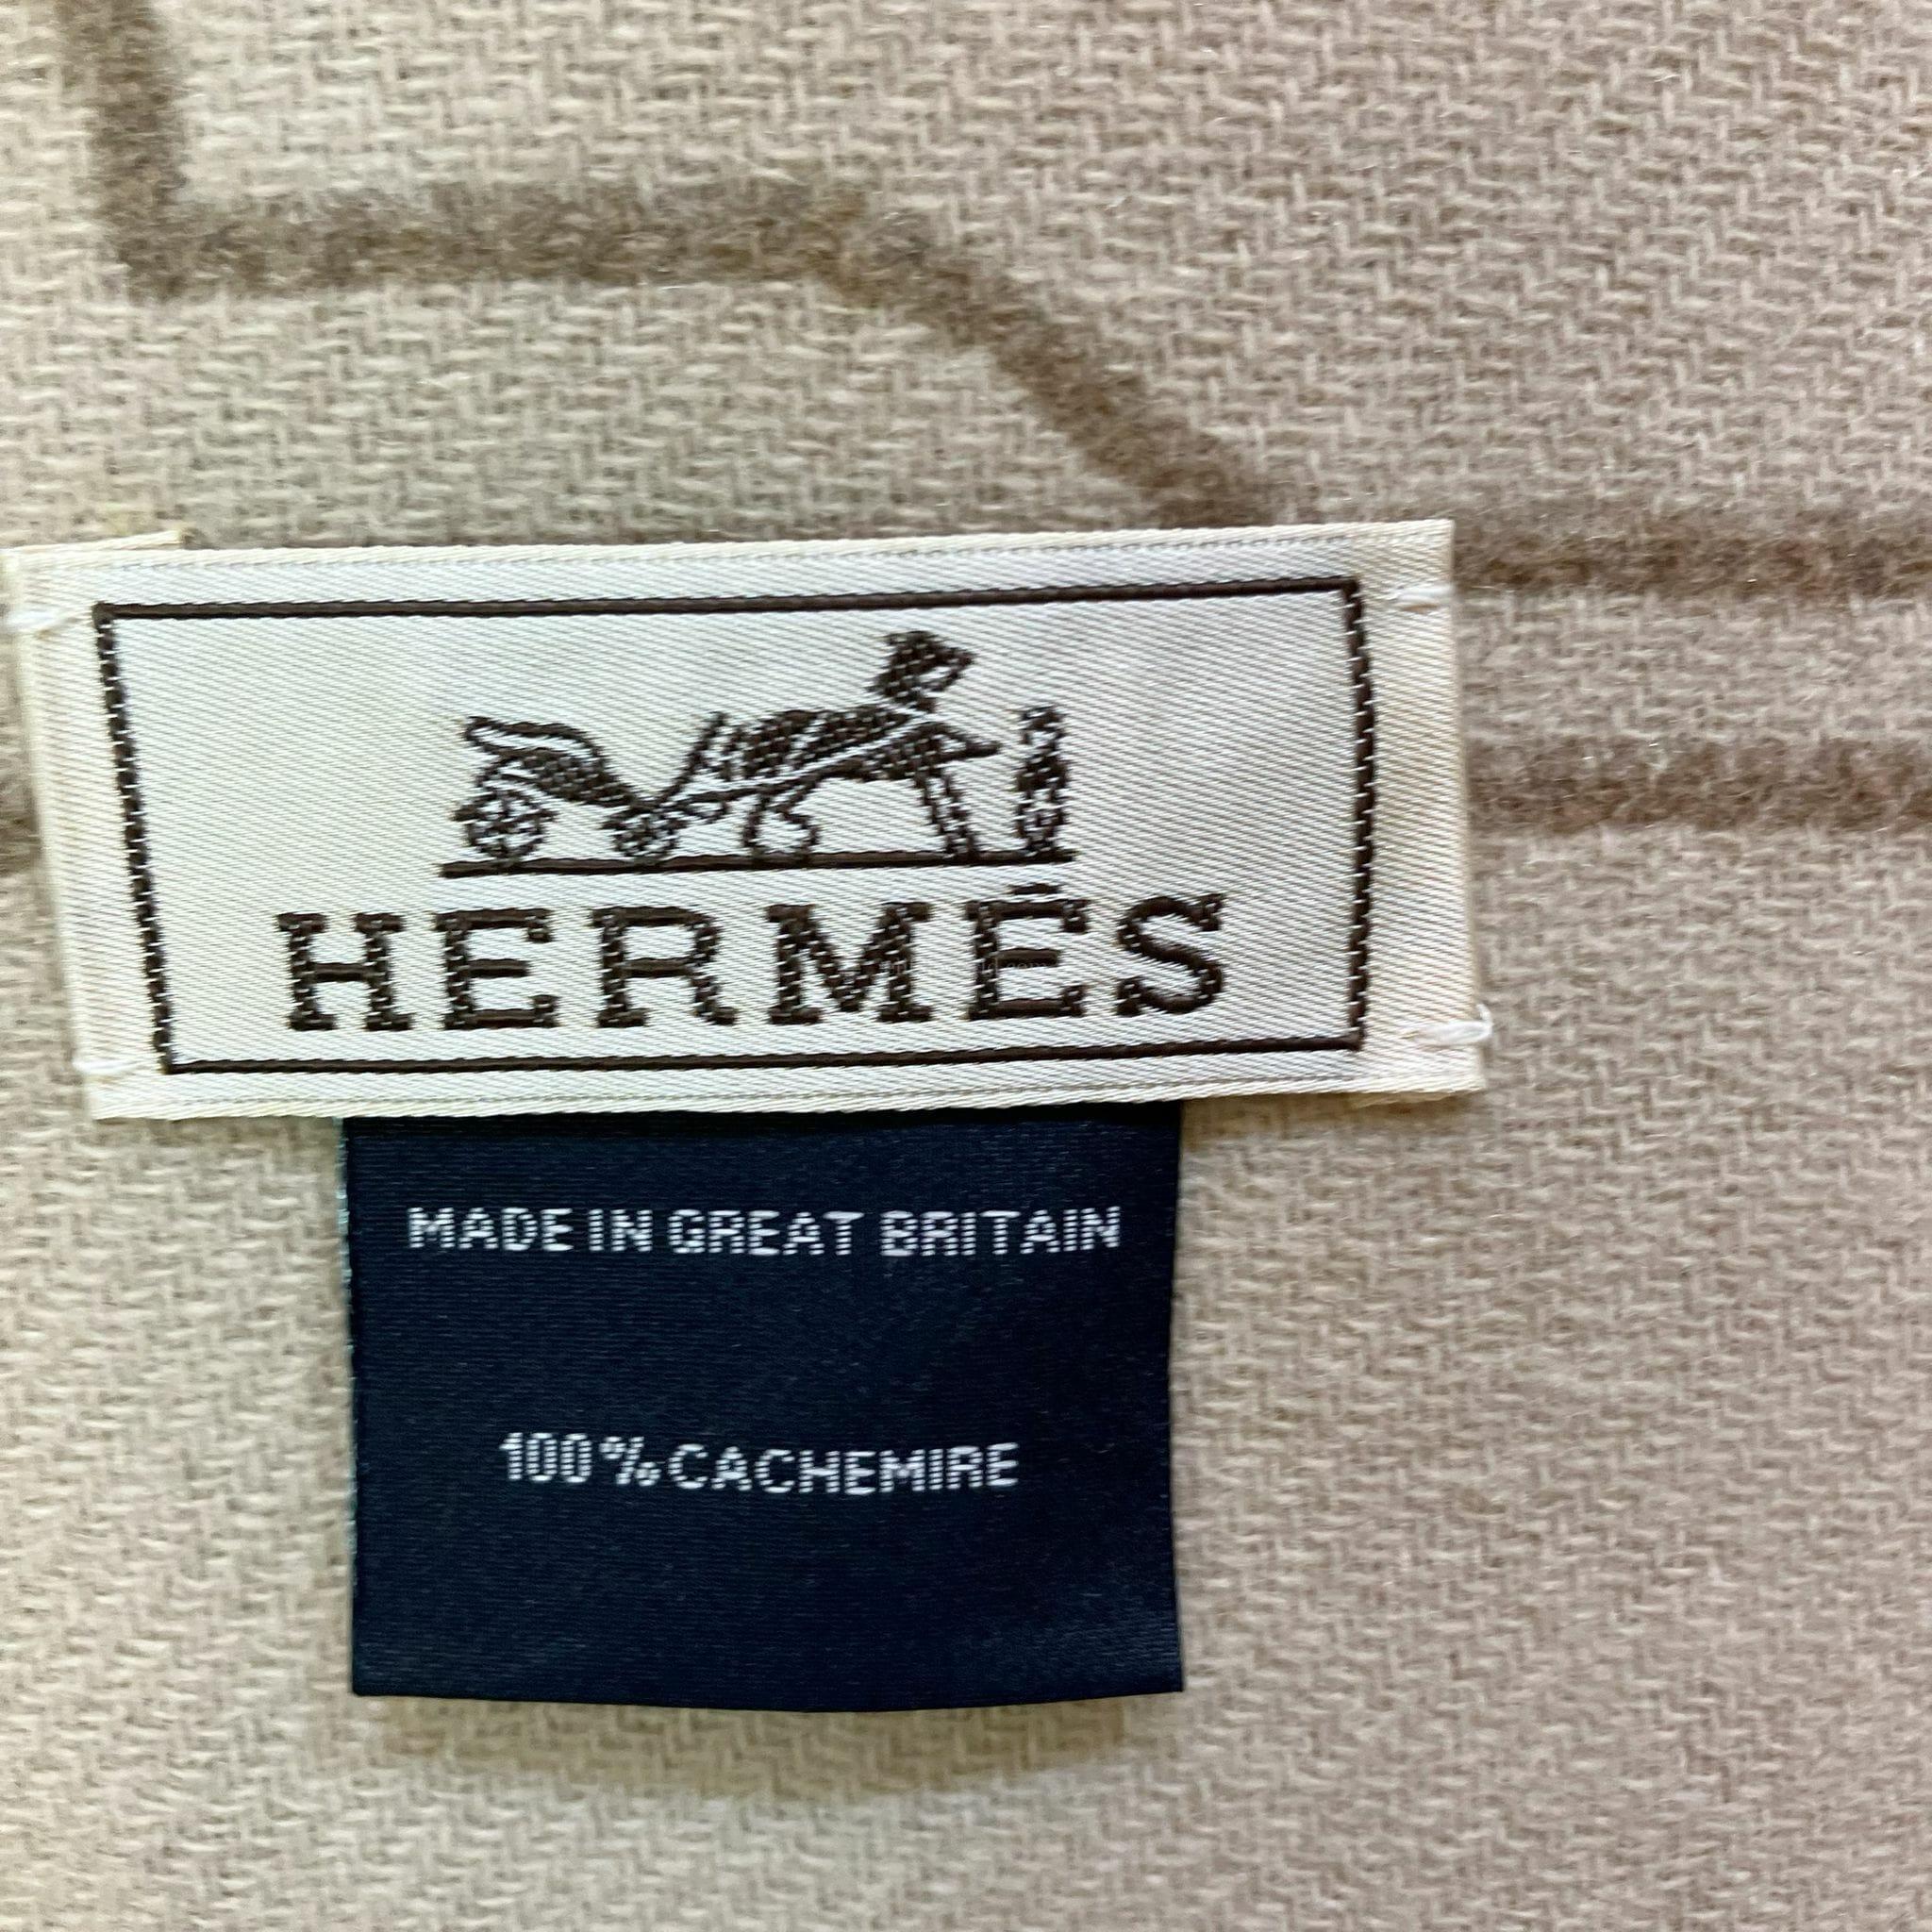 HERMÈS
MADE IN GREAT BRITAIN
100% CACHEMIRE